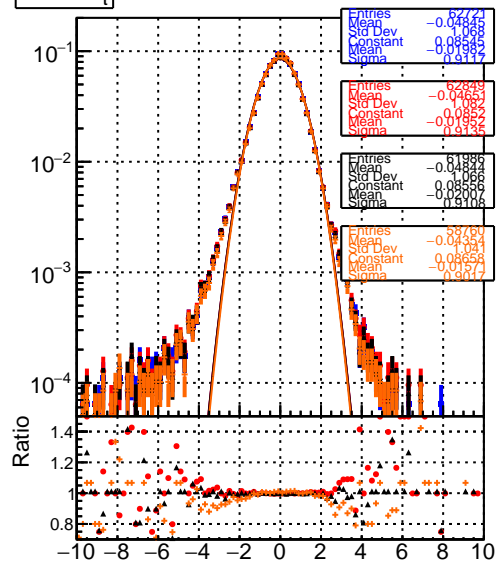 t
Entries 62721
Mean −0.04845
Std Dev 1.068
Constant 0.08545
Mean −0.01982
Sigma 0.9117
Entries 62849
Mean −0.04651
Std Dev 1.082
Constant 0.0852
Mean −0.01952
Sigma 0.9135
Entries 61986
Mean −0.04844
Std Dev 1.066
Constant 0.08556
Mean −0.02007
Sigma 0.9108
Entries 58760
Mean −0.04354
Std Dev 1.041
Constant 0.08658
Mean −0.01571
Sigma 0.9017
10−1
10−2
10−3
10−4
Ratio
1.4
1.2
1
0.8
−10 −8 −6 −4 −2 0 2 4 6 8 10